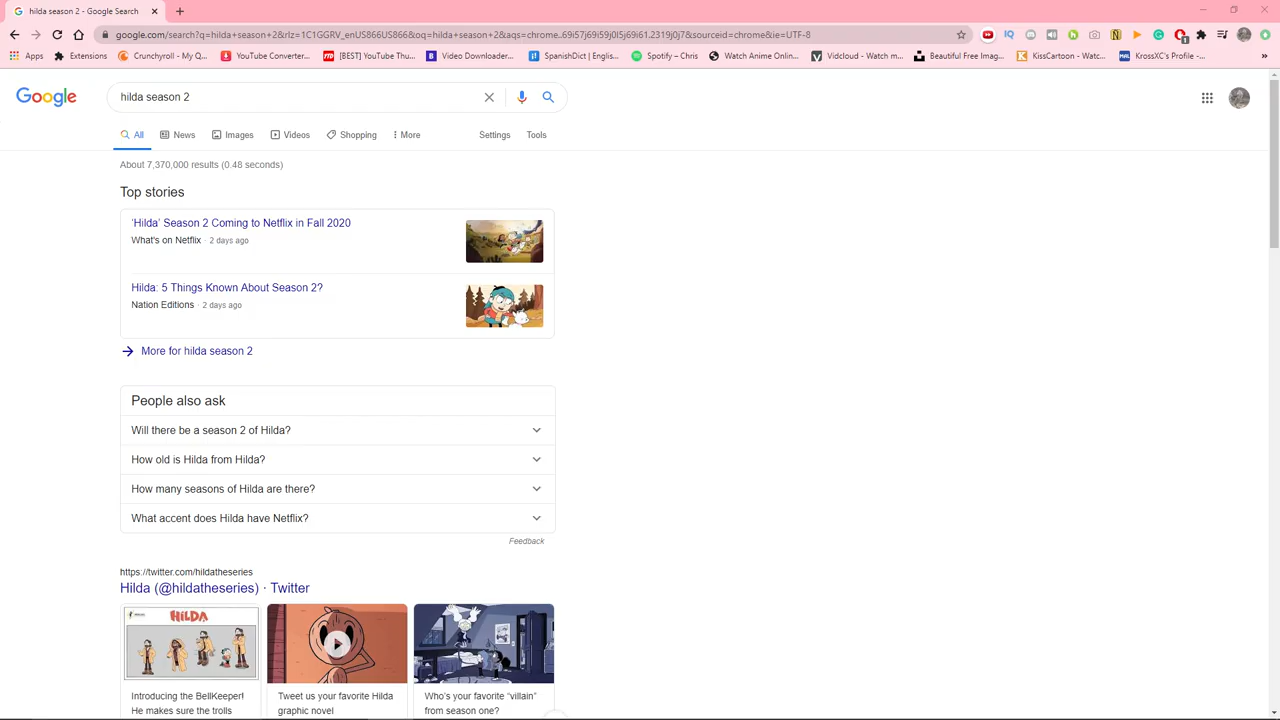 hilda season 2 - Google Search
google.com/search?q=hilda+season+2&rlz=1C1GGRV_enUS866US866&oq=hilda+season+2&aqs=chrome..69i57j69i59j0l5j69i61.2319j0j7&sourceid=chrome&ie=UTF-8
Apps Extensions Crunchyroll - My Q... YouTube Converter... [BEST] YouTube Thu... Video Downloader... SpanishDict | Englis... Spotify – Chris Watch Anime Onlin... Vidcloud - Watch m... Beautiful Free Imag... KissCartoon - Watc... KrossXC's Profile -...
Google hilda season 2
All News Images Videos Shopping More Settings Tools
About 7,370,000 results (0.48 seconds)
Top stories
'Hilda' Season 2 Coming to Netflix in Fall 2020
What's on Netflix · 2 days ago
Hilda: 5 Things Known About Season 2?
Nation Editions · 2 days ago
More for hilda season 2
People also ask
Will there be a season 2 of Hilda?
How old is Hilda from Hilda?
How many seasons of Hilda are there?
What accent does Hilda have Netflix?
Feedback
https://twitter.com/hildatheseries
Hilda (@hildatheseries) · Twitter
HILDA
Introducing the BellKeeper!
He makes sure the trolls
Tweet us your favorite Hilda
graphic novel
Who's your favorite “villain”
from season one?